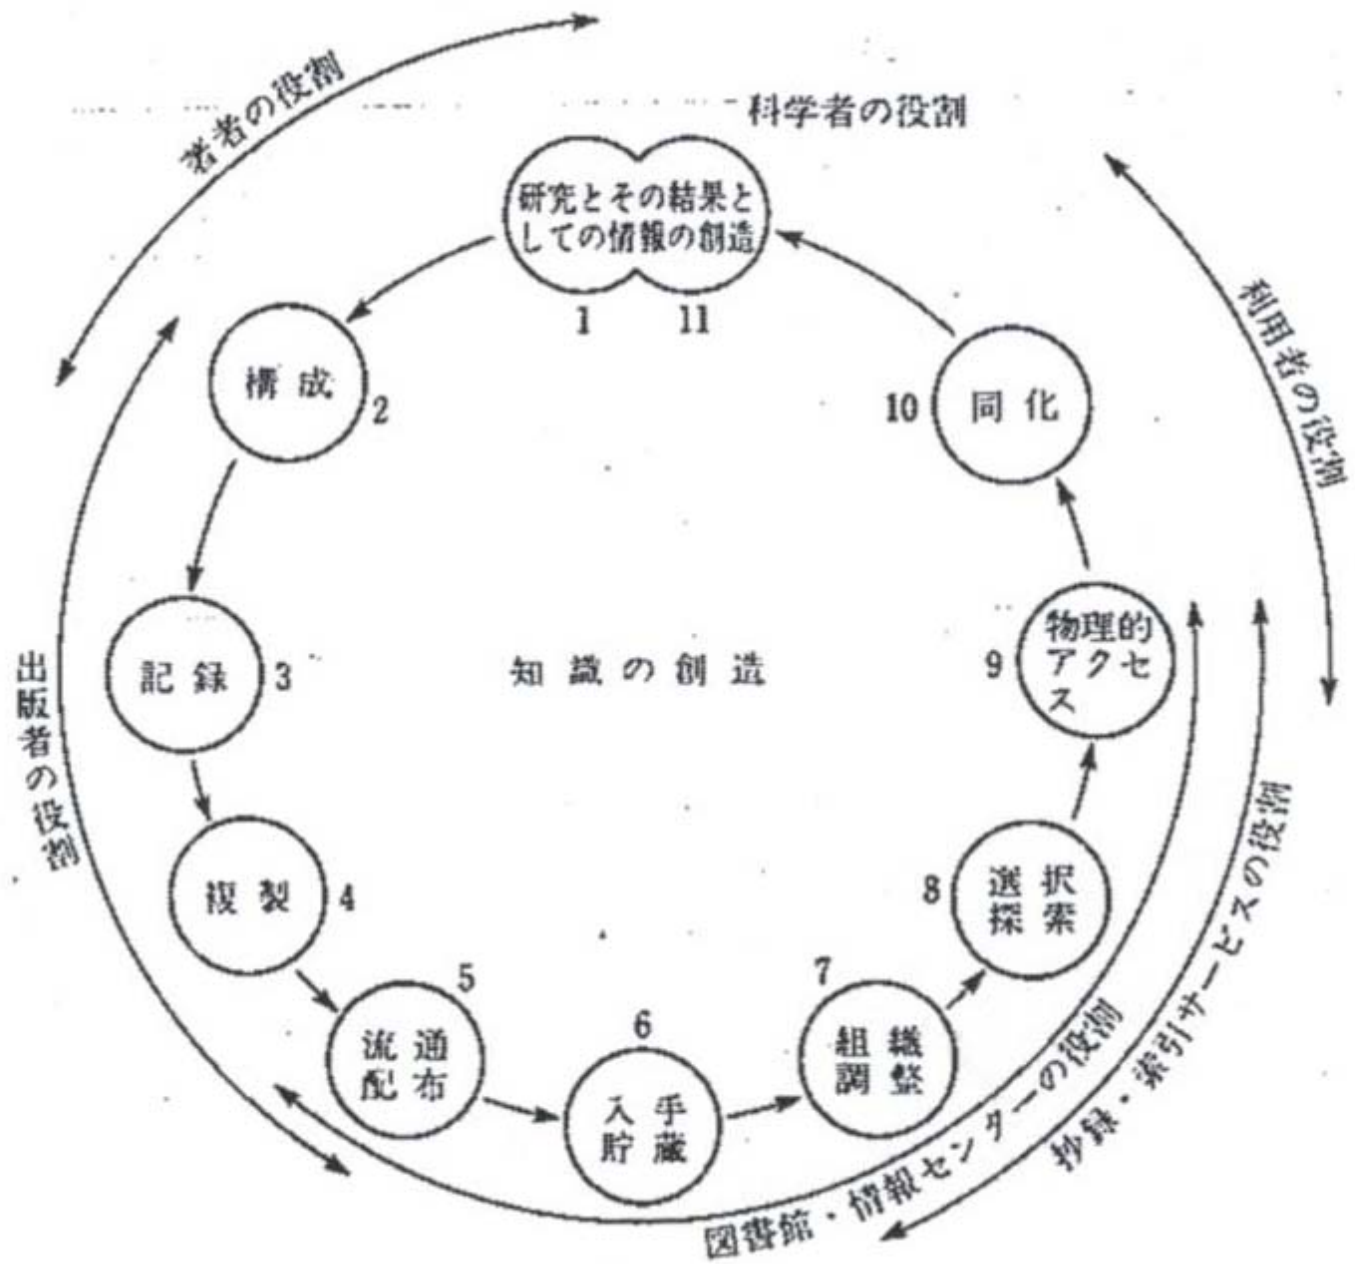 著者の役割
科学者の役割
研究とその結果と
しての情報の創造
1
11
構成
2
記録
3
複製
4
流通
配布
5
入手
貯蔵
6
組織
調整
7
選択
探索
8
物理的
アクセ
ス
9
同化
10
知識の創造
利用者の役割
出版者の役割
図書館・情報センターの役割
抄録・索引サービスの役割